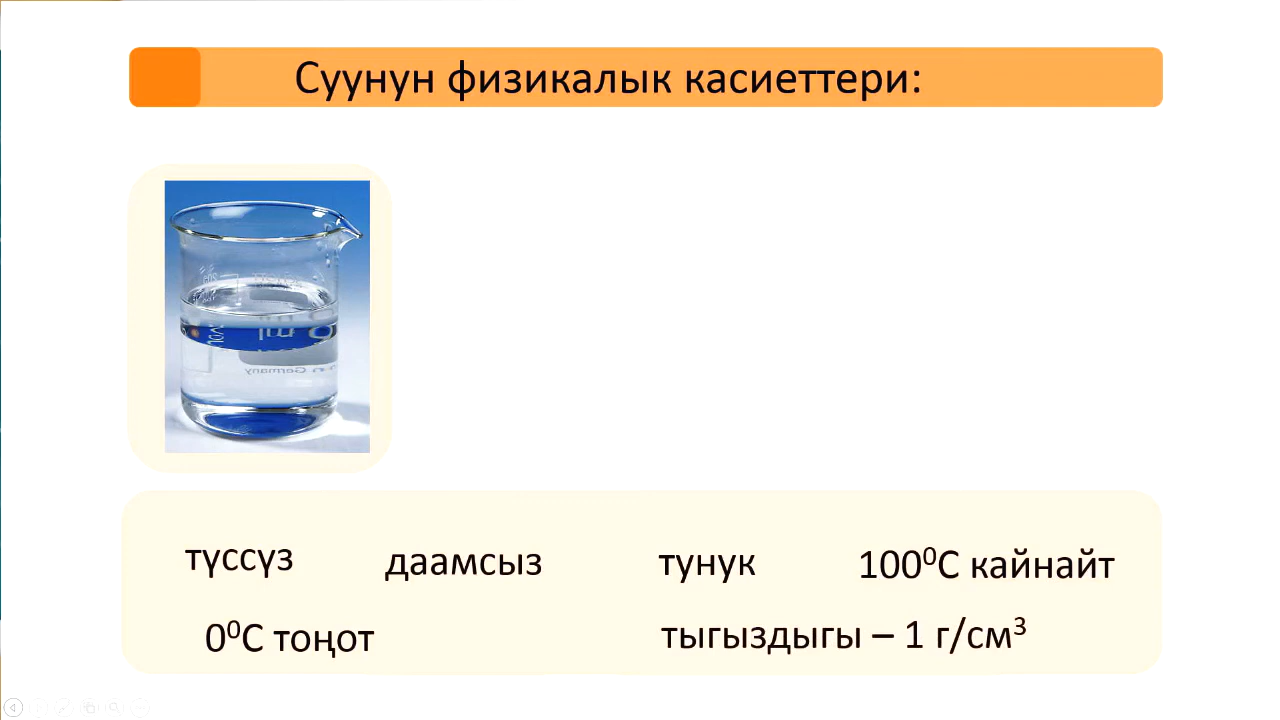 Суунун физикалык касиеттери:
түссүз даамсыз тунук 100⁰С кайнайт
0⁰С тоңот тыгыздыгы – 1 г/см³